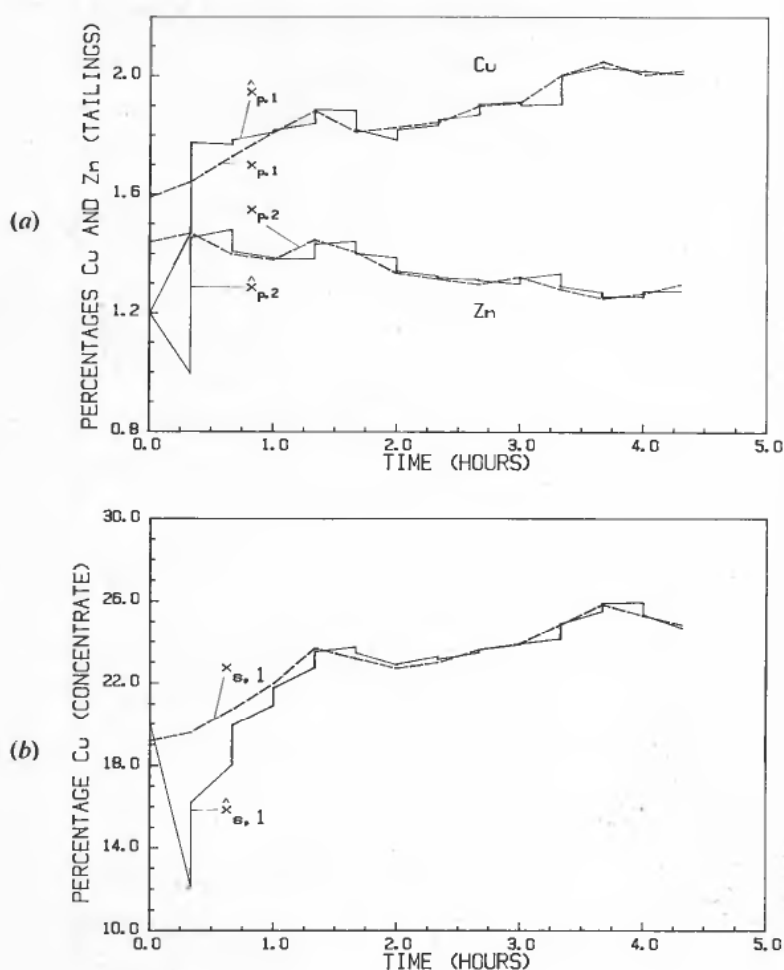 (a)
PERCENTAGES Cu AND Zn (TAILINGS)
2.0
1.6
1.2
0.8
Cu
x̂p,1
xp,1
xp,2
x̂p,2
Zn
0.0 1.0 2.0 3.0 4.0 5.0
TIME (HOURS)
(b)
PERCENTAGE Cu (CONCENTRATE)
30.0
26.0
22.0
18.0
14.0
10.0
xs,1
x̂s,1
0.0 1.0 2.0 3.0 4.0 5.0
TIME (HOURS)